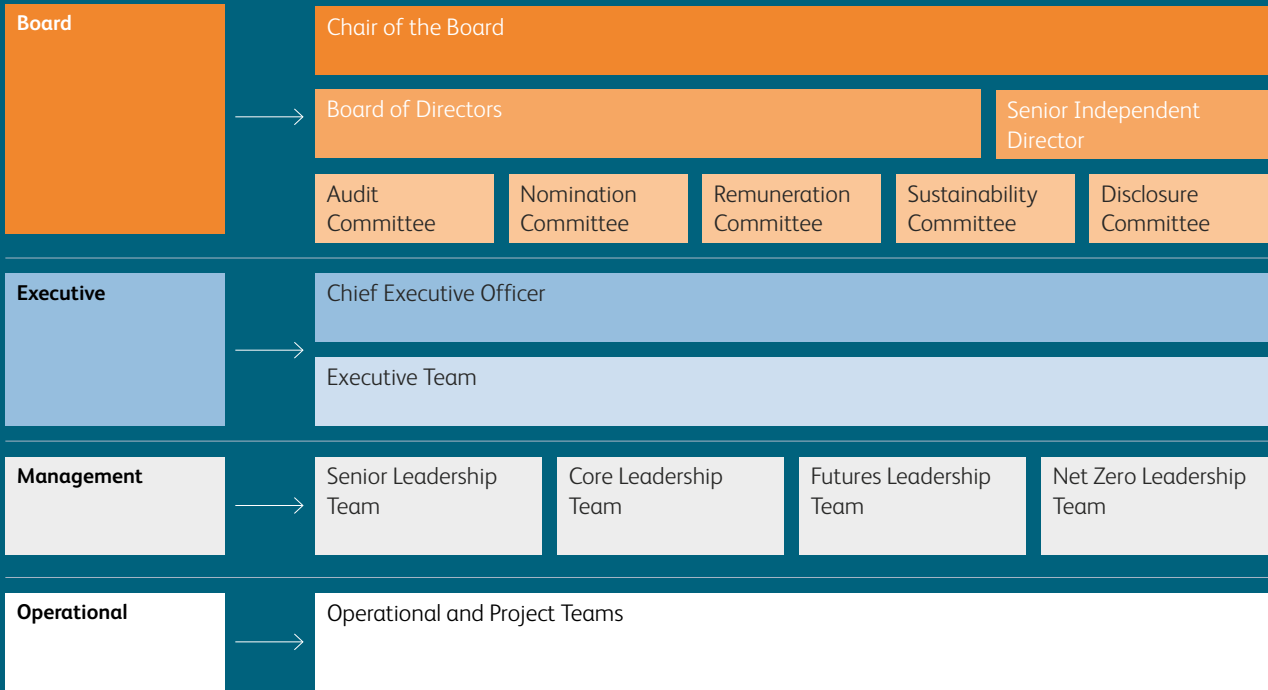 Board
Chair of the Board
Board of Directors
Senior Independent
Director
Audit
Committee
Nomination
Committee
Remuneration
Committee
Sustainability
Committee
Disclosure
Committee
Executive
Chief Executive Officer
Executive Team
Management
Senior Leadership
Team
Core Leadership
Team
Futures Leadership
Team
Net Zero Leadership
Team
Operational
Operational and Project Teams